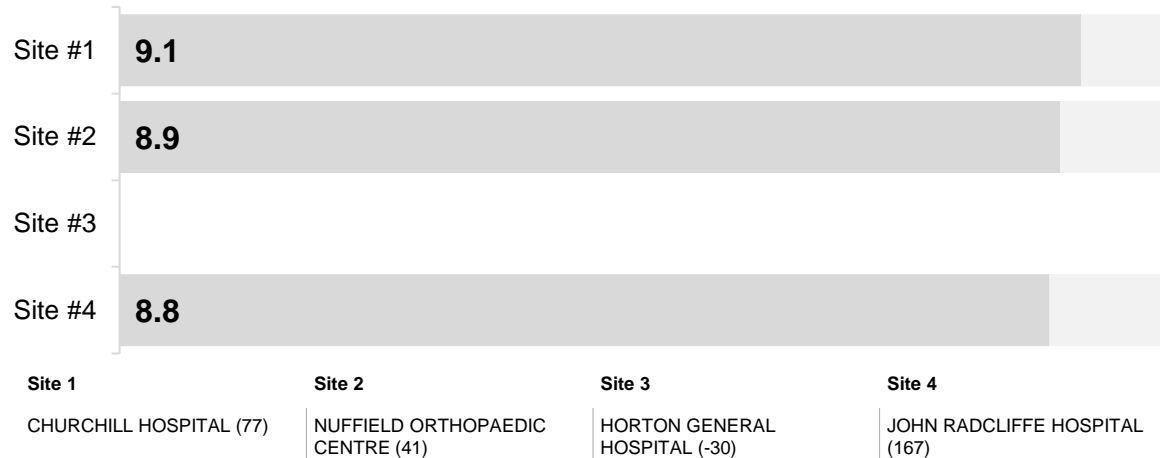 Site #1 9.1
Site #2 8.9
Site #3
Site #4 8.8
Site 1 Site 2 Site 3 Site 4
CHURCHILL HOSPITAL (77)
NUFFIELD ORTHOPAEDIC
CENTRE (41)
HORTON GENERAL
HOSPITAL (-30)
JOHN RADCLIFFE HOSPITAL
(167)